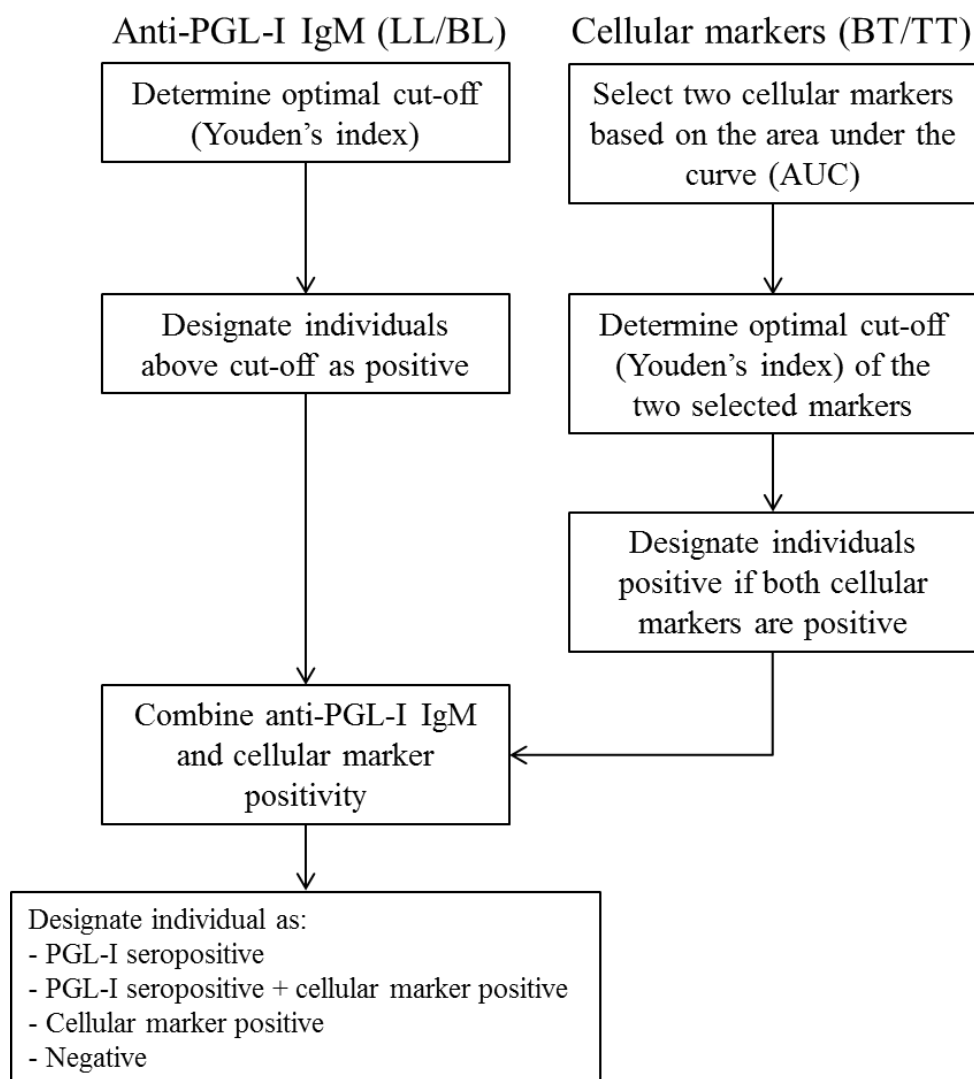 Anti-PGL-I IgM (LL/BL)
Determine optimal cut-off
(Youden's index)
Designate individuals
above cut-off as positive
Cellular markers (BT/TT)
Select two cellular markers
based on the area under the
curve (AUC)
Determine optimal cut-off
(Youden's index) of the
two selected markers
Designate individuals
positive if both cellular
markers are positive
Combine anti-PGL-I IgM
and cellular marker
positivity
Designate individual as:
- PGL-I seropositive
- PGL-I seropositive + cellular marker positive
- Cellular marker positive
- Negative